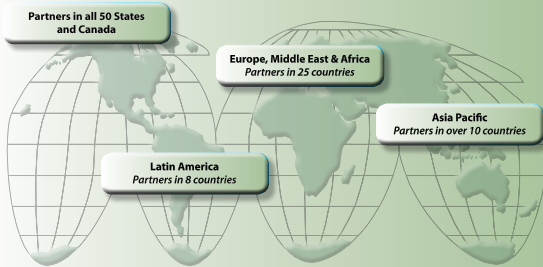 Partners in all 50 States
and Canada
Europe, Middle East & Africa
Partners in 25 countries
Asia Pacific
Partners in over 10 countries
Latin America
Partners in 8 countries